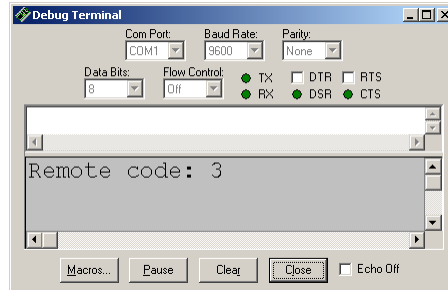 Debug Terminal
Com Port: Baud Rate: Parity:
COM1 9600 None
Data Bits: Flow Control: TX DTR RTS
8 Off RX DSR CTS
Remote code: 3
Macros... Pause Clear Close Echo Off